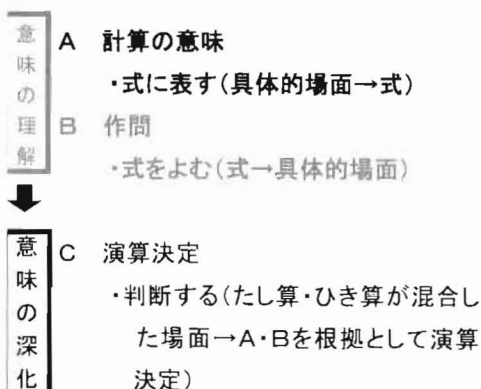 意味の理解
A 計算の意味
・式に表す(具体的場面→式)
B 作問
・式をよむ(式→具体的場面)
意味の深化
C 演算決定
・判断する(たし算・ひき算が混合し
た場面→A・Bを根拠として演算
決定)